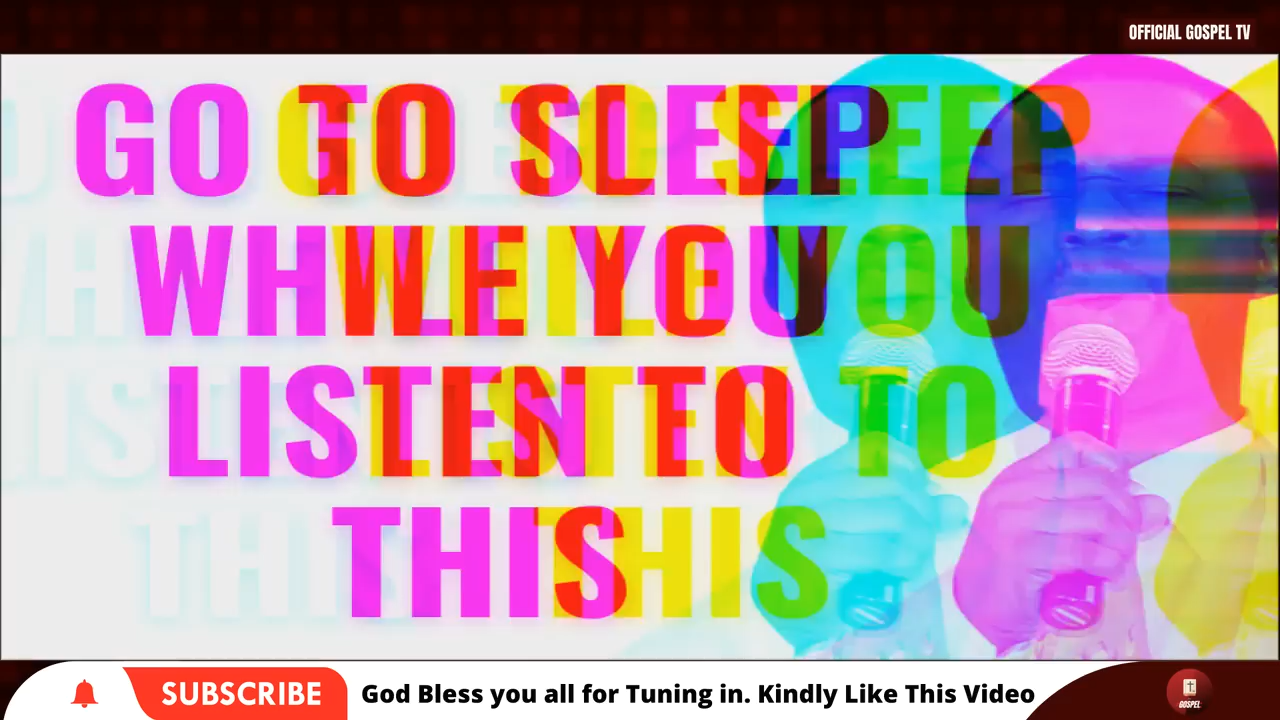 OFFICIAL GOSPEL TV
GO TO SLEEP
WHILE YOU
LISTEN TO
THIS
SUBSCRIBE
God Bless you all for Tuning in. Kindly Like This Video
GOSPEL